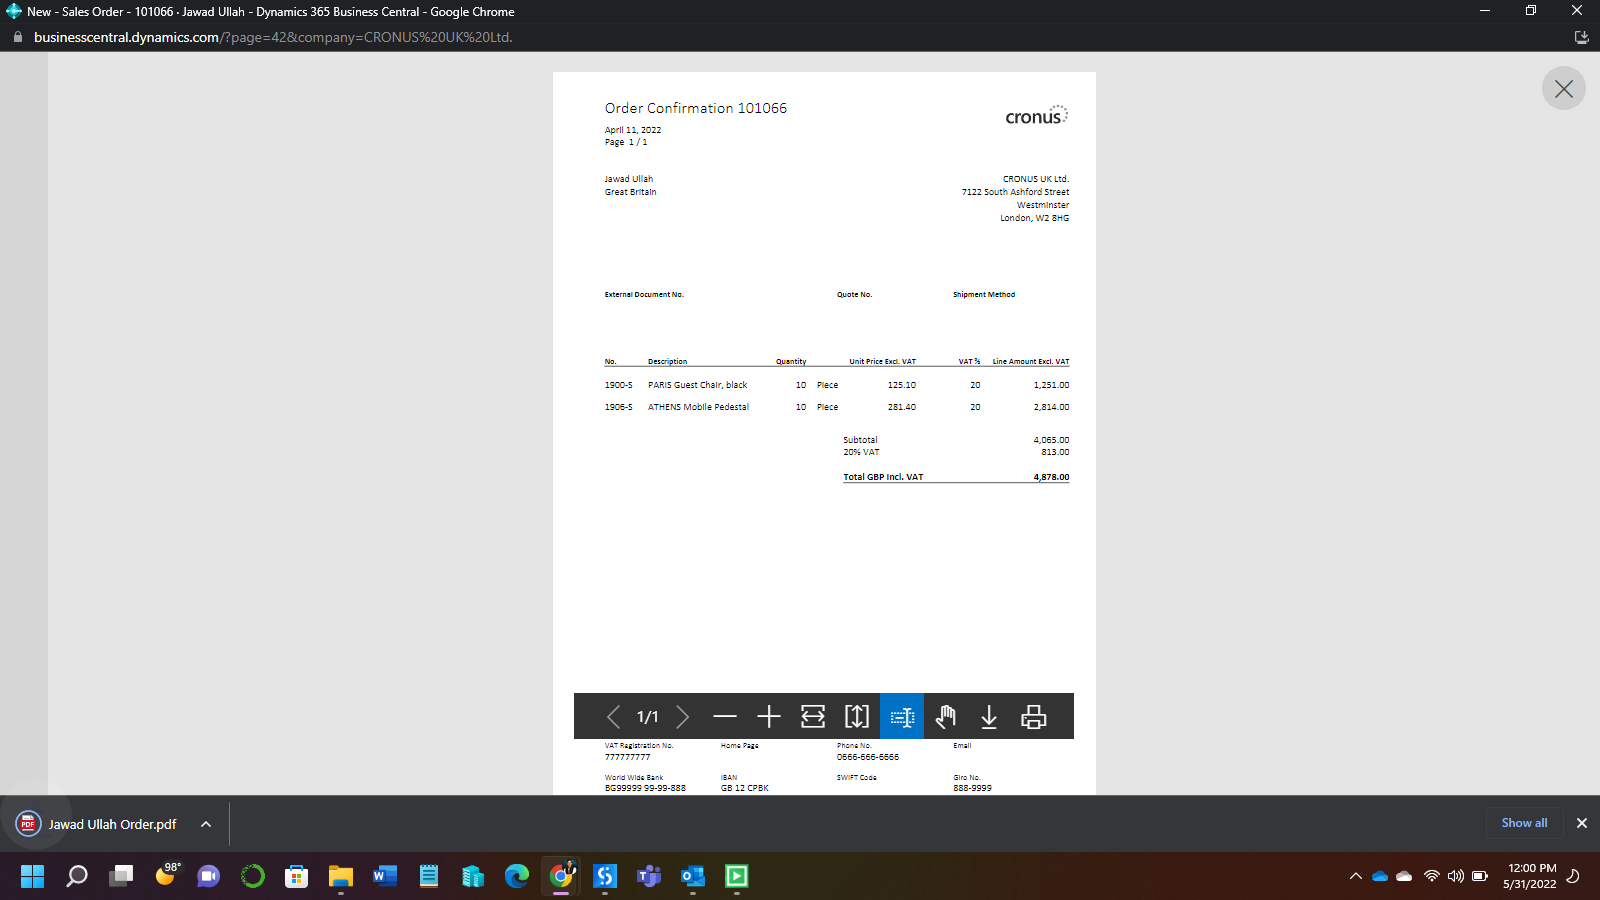 New - Sales Order - 101066 · Jawad Ullah - Dynamics 365 Business Central - Google Chrome
businesscentral.dynamics.com/?page=42&company=CRONUS%20UK%20Ltd.
Order Confirmation 101066
cronus
April 11, 2022
Page 1 / 1
Jawad Ullah CRONUS UK Ltd.
Great Britain 7122 South Ashford Street
Westminster
London, W2 8HG
External Document No. Quote No. Shipment Method
No. Description Quantity Unit Price Excl. VAT VAT % Line Amount Excl. VAT
1900-S PARIS Guest Chair, black 10 Piece 125.10 20 1,251.00
1906-S ATHENS Mobile Pedestal 10 Piece 281.40 20 2,814.00
Subtotal 4,065.00
20% VAT 813.00
Total GBP Incl. VAT 4,878.00
1/1
VAT Registration No. Home Page Phone No. Email
777777777 0666-666-6666
World Wide Bank IBAN SWIFT Code Giro No.
BG99999 99-99-888 GB 12 CPBK 888-9999
PDF Jawad Ullah Order.pdf Show all
98°
12:00 PM
5/31/2022